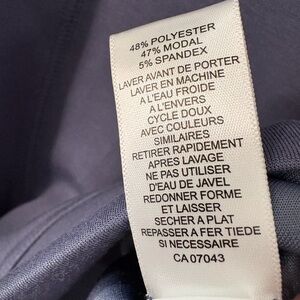 48% POLYESTER
47% MODAL
5% SPANDEX
LAVER AVANT DE PORTER
LAVER EN MACHINE
A L'EAU FROIDE
A L'ENVERS
CYCLE DOUX
AVEC COULEURS
SIMILAIRES
RETIRER RAPIDEMENT
APRES LAVAGE
NE PAS UTILISER
D'EAU DE JAVEL
REDONNER FORME
ET LAISSER
SECHER A PLAT
REPASSER A FER TIEDE
SI NECESSAIRE
CA 07043